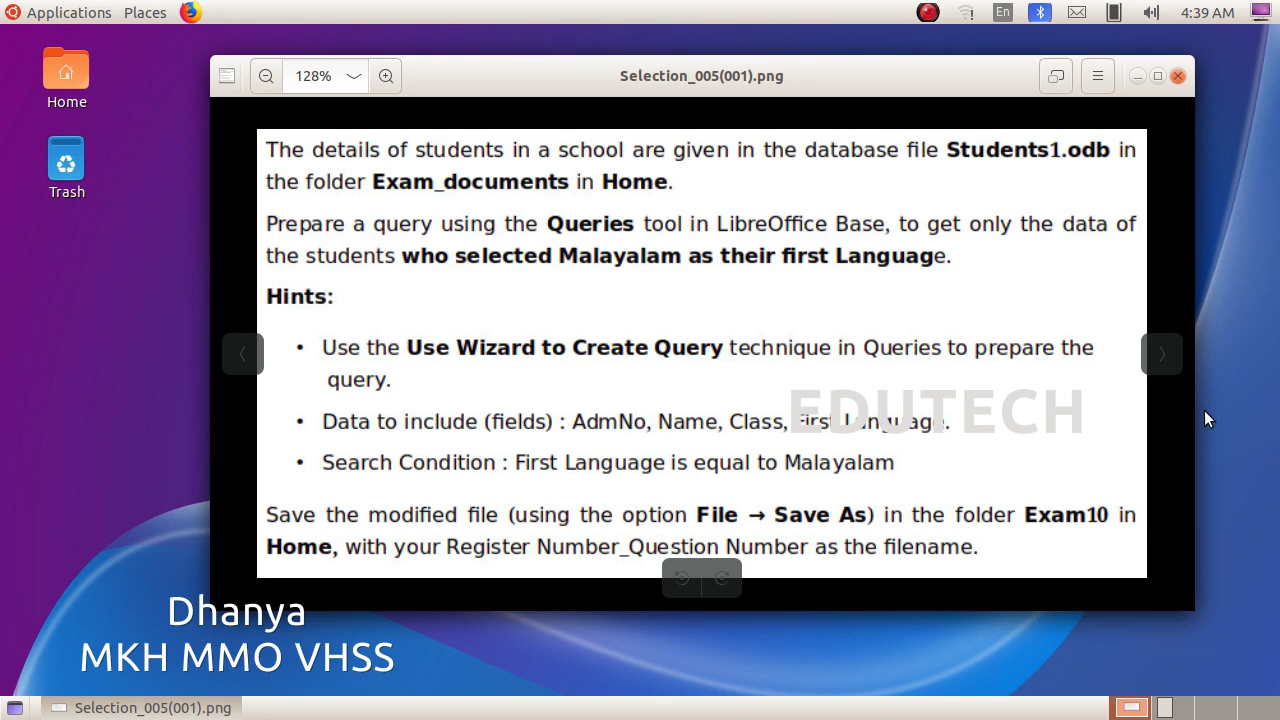 Applications Places En 4:39 AM
Home
Trash
128% Selection_005(001).png
The details of students in a school are given in the database file Students1.odb in
the folder Exam_documents in Home.
Prepare a query using the Queries tool in LibreOffice Base, to get only the data of
the students who selected Malayalam as their first Language.
Hints:
• Use the Use Wizard to Create Query technique in Queries to prepare the
query.
• Data to include (fields) : AdmNo, Name, Class, First Language.
EDUTECH
• Search Condition : First Language is equal to Malayalam
Save the modified file (using the option File → Save As) in the folder Exam10 in
Home, with your Register Number_Question Number as the filename.
Dhanya
MKH MMO VHSS
Selection_005(001).png